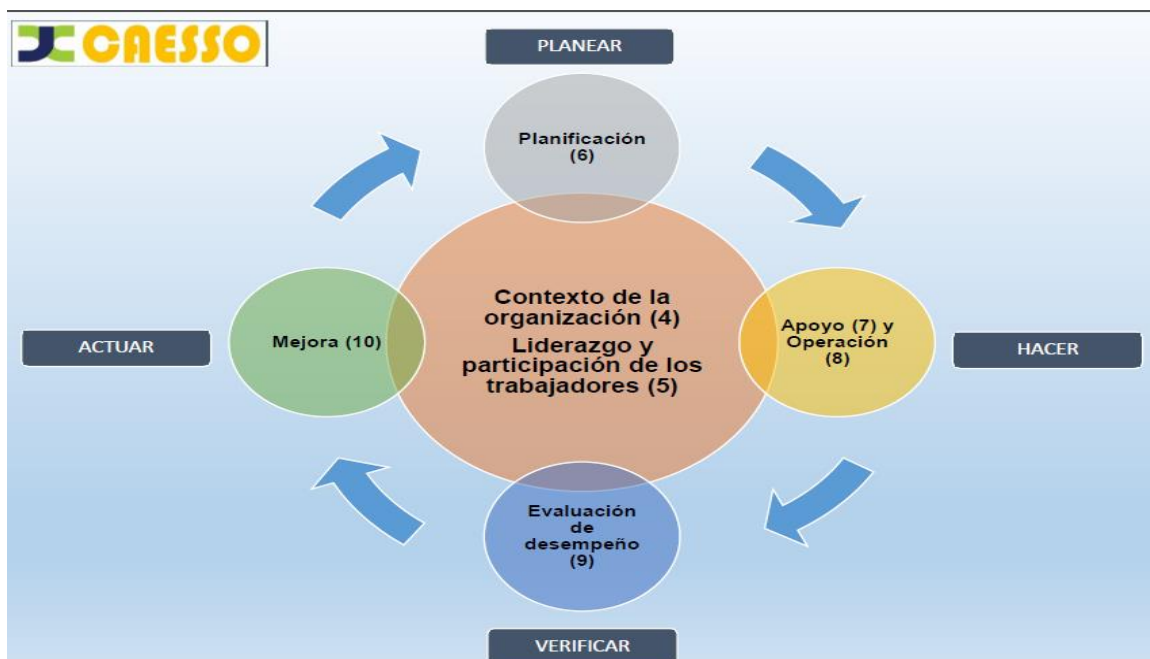 CAESSO
PLANEAR
Planificación
(6)
Contexto de la
organización (4)
Liderazgo y
participación de los
trabajadores (5)
Mejora (10)
Apoyo (7) y
Operación
(8)
ACTUAR
HACER
Evaluación
de
desempeño
(9)
VERIFICAR